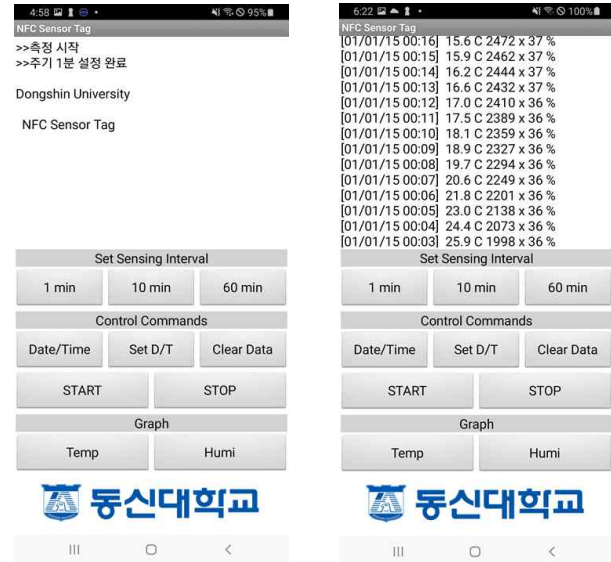 4:58 95%
NFC Sensor Tag
>>측정 시작
>>주기 1분 설정 완료
Dongshin University
NFC Sensor Tag
Set Sensing Interval
1 min 10 min 60 min
Control Commands
Date/Time Set D/T Clear Data
START STOP
Graph
Temp Humi
동신대학교
6:22 100%
NFC Sensor Tag
[01/01/15 00:16] 15.6 C 2472 x 37 %
[01/01/15 00:15] 15.9 C 2462 x 37 %
[01/01/15 00:14] 16.2 C 2444 x 37 %
[01/01/15 00:13] 16.6 C 2432 x 37 %
[01/01/15 00:12] 17.0 C 2410 x 36 %
[01/01/15 00:11] 17.5 C 2389 x 36 %
[01/01/15 00:10] 18.1 C 2359 x 36 %
[01/01/15 00:09] 18.9 C 2327 x 36 %
[01/01/15 00:08] 19.7 C 2294 x 36 %
[01/01/15 00:07] 20.6 C 2249 x 36 %
[01/01/15 00:06] 21.8 C 2201 x 36 %
[01/01/15 00:05] 23.0 C 2138 x 36 %
[01/01/15 00:04] 24.4 C 2073 x 36 %
[01/01/15 00:03] 25.9 C 1998 x 36 %
Set Sensing Interval
1 min 10 min 60 min
Control Commands
Date/Time Set D/T Clear Data
START STOP
Graph
Temp Humi
동신대학교